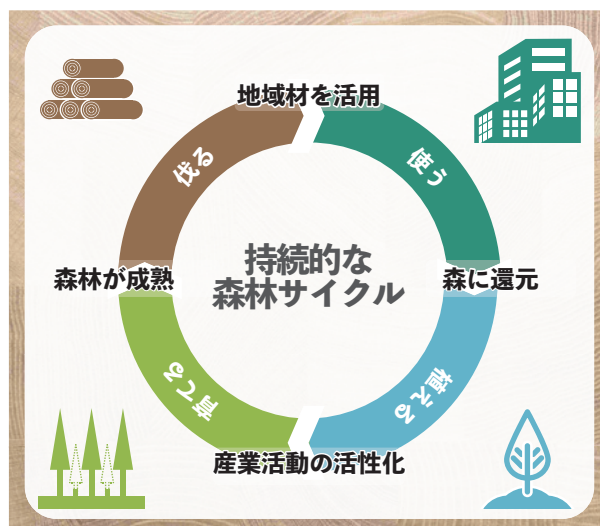 地域材を活用
伐る
使う
持続的な
森林サイクル
森林が成熟
森に還元
育てる
植える
産業活動の活性化